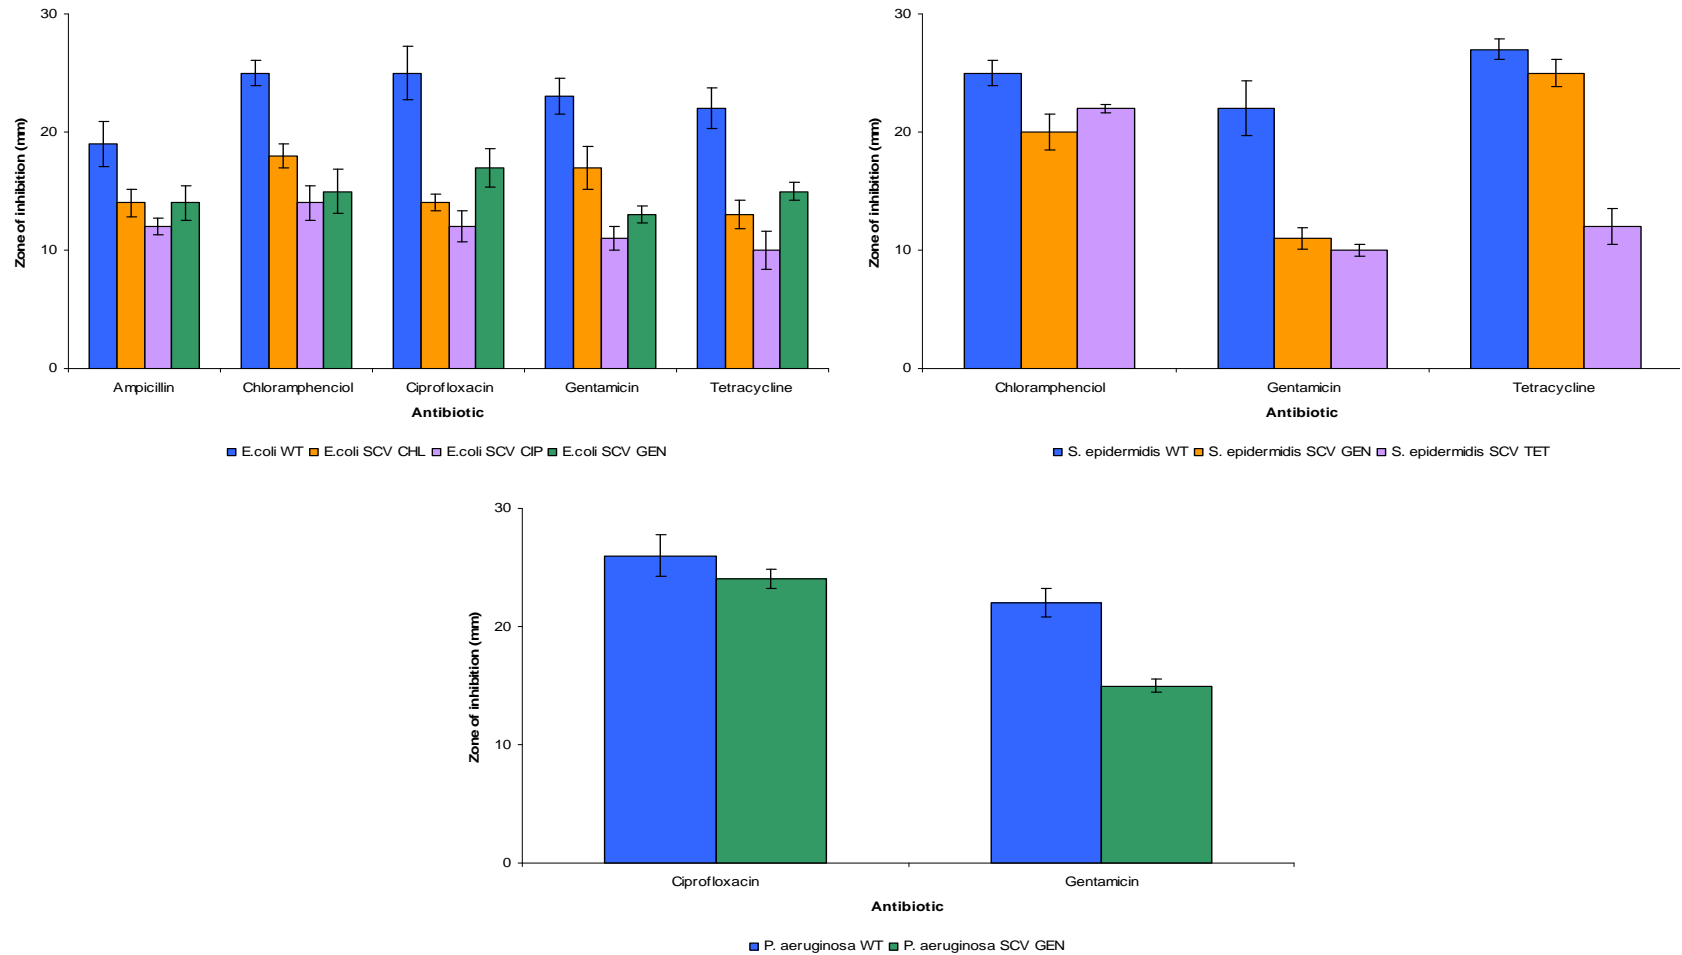 30
20
10
0
Zone of inhibition (mm)
Ampicillin Chloramphenciol Ciprofloxacin Gentamicin Tetracycline
Antibiotic
E.coli WT E.coli SCV CHL E.coli SCV CIP E.coli SCV GEN
30
20
10
0
Zone of inhibition (mm)
Chloramphenciol Gentamicin Tetracycline
Antibiotic
S. epidermidis WT S. epidermidis SCV GEN S. epidermidis SCV TET
30
20
10
0
Zone of inhibition (mm)
Ciprofloxacin Gentamicin
Antibiotic
P. aeruginosa WT P. aeruginosa SCV GEN